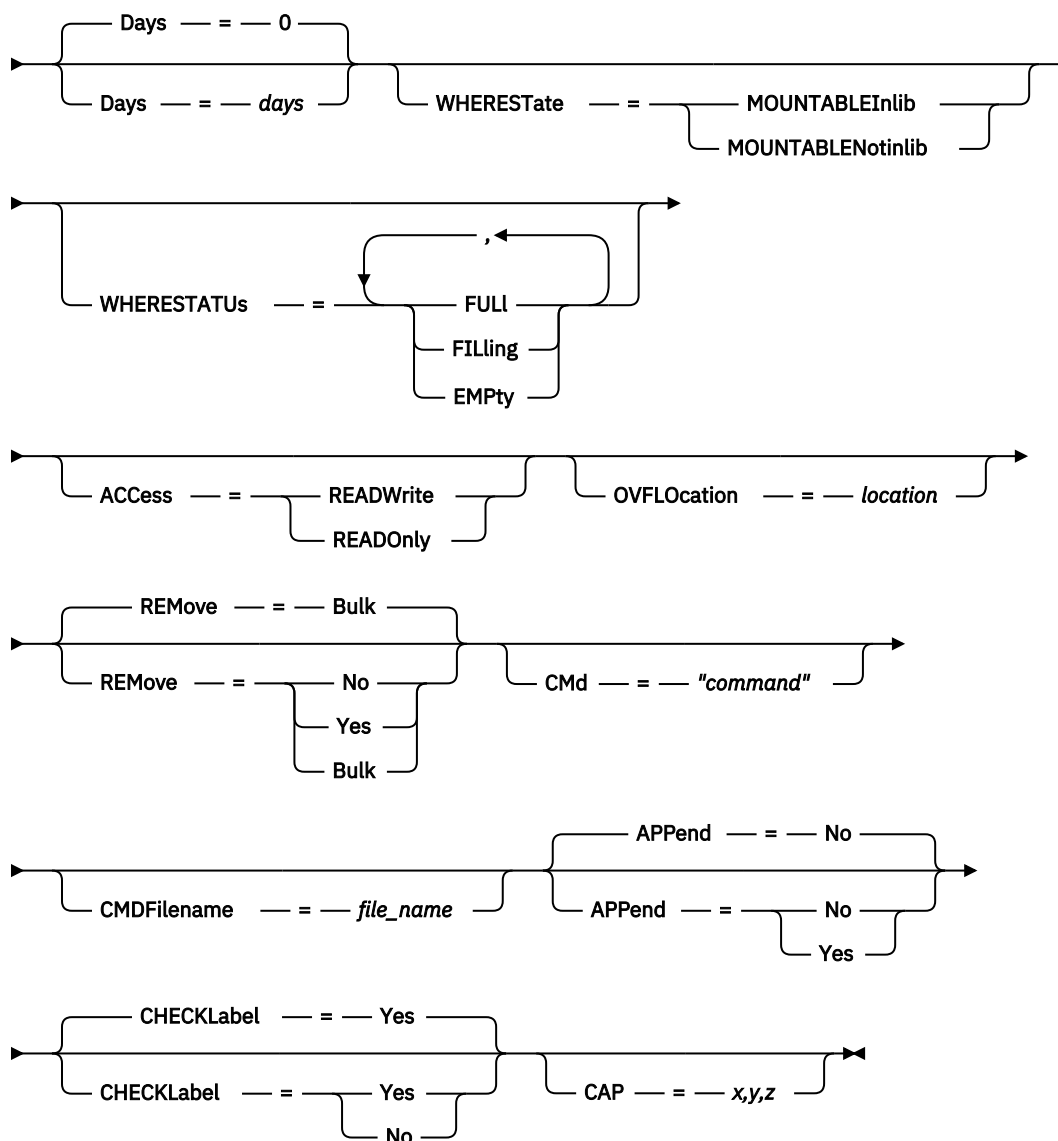 Days = 0
Days = days
WHERESTate = MOUNTABLEInlib
MOUNTABLENotinlib
,
WHERESTATUs = FULl
FILling
EMPty
ACCess = READWrite
READOnly
OVFLOcation = location
REMove = Bulk
REMove = No
Yes
Bulk
CMd = "command"
CMDFilename = file_name
APPend = No
APPend = No
Yes
CHECKLabel = Yes
CHECKLabel = Yes
No
CAP = x,y,z